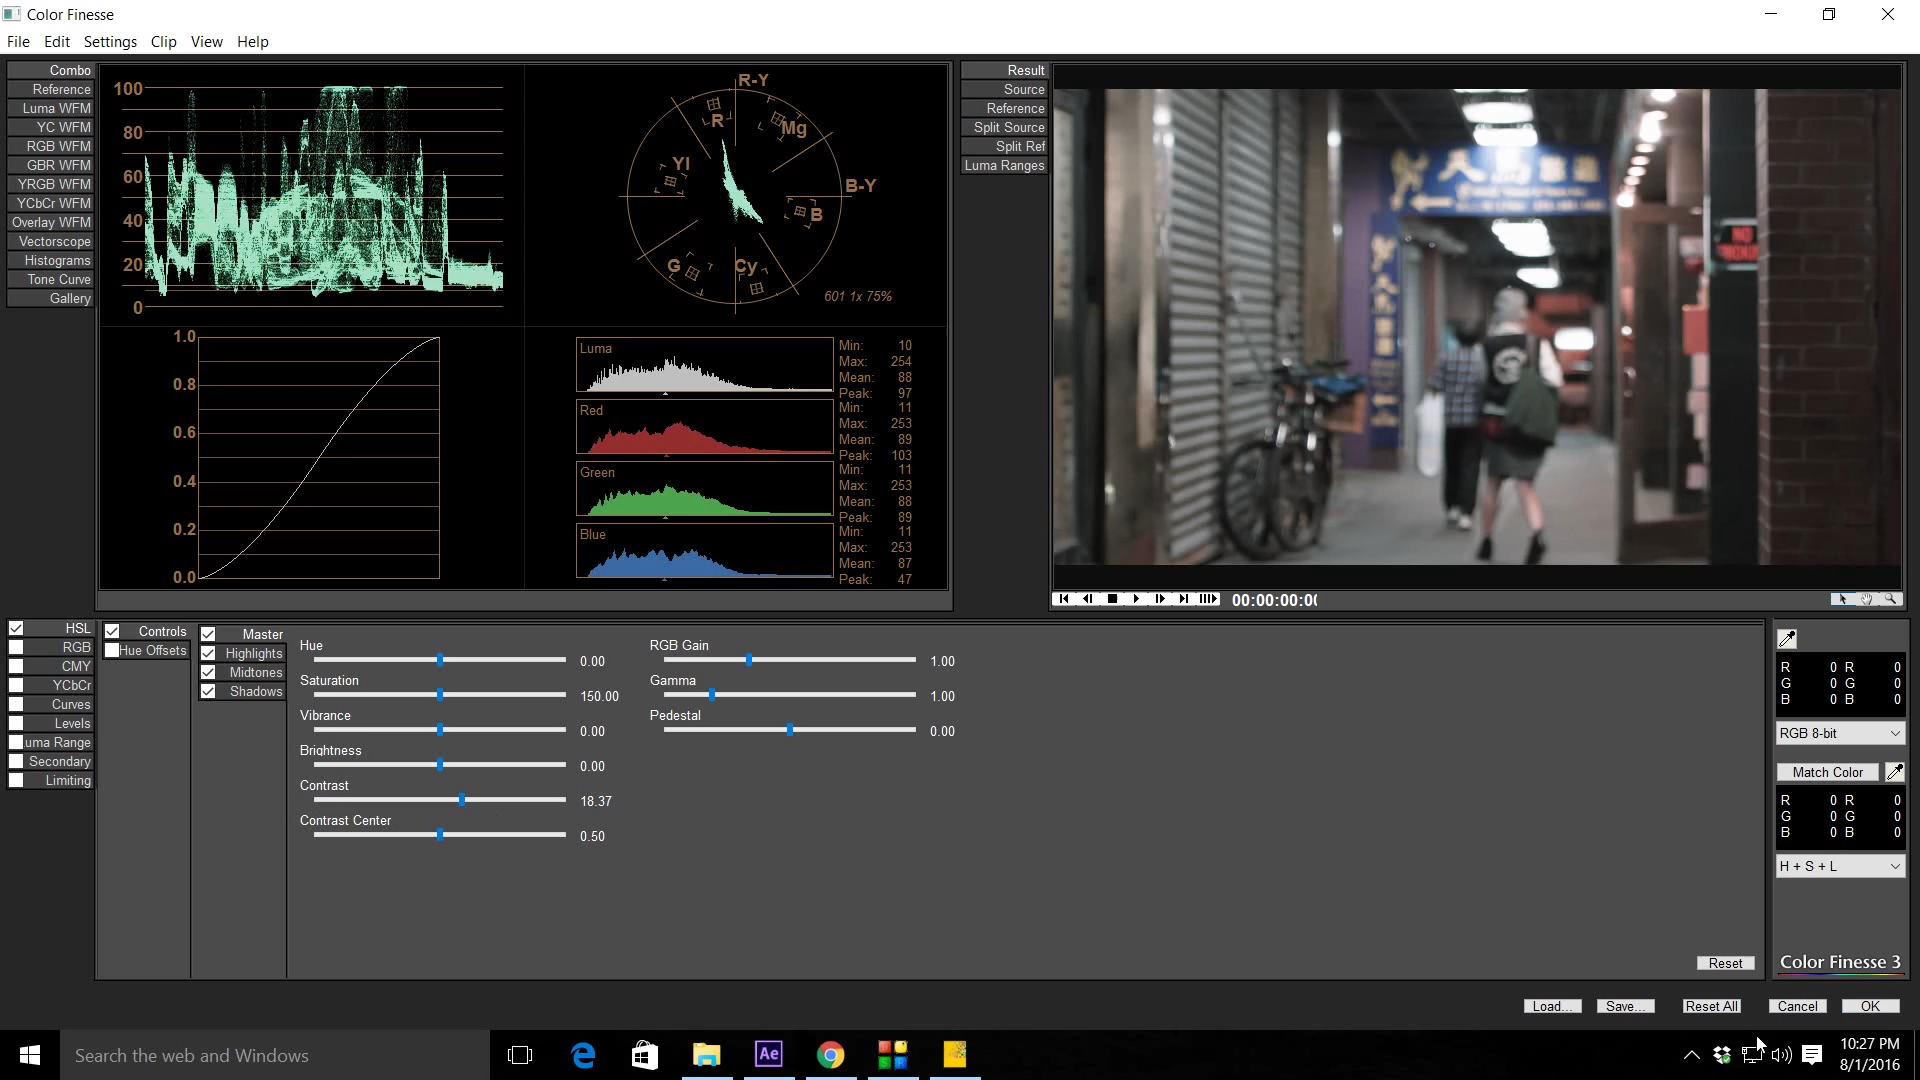 Color Finesse
File Edit Settings Clip View Help
Combo
Reference
Luma WFM
YC WFM
RGB WFM
GBR WFM
YRGB WFM
YCbCr WFM
Overlay WFM
Vectorscope
Histograms
Tone Curve
Gallery
100
80
60
40
20
0
R-Y
R
Mg
Yl
B-Y
B
G
Cy
601 1x 75%
1.0
0.8
0.6
0.4
0.2
0.0
Luma
Min: 10
Max: 254
Mean: 88
Peak: 97
Red
Min: 11
Max: 253
Mean: 89
Peak: 103
Green
Min: 11
Max: 253
Mean: 88
Peak: 89
Blue
Min: 11
Max: 253
Mean: 87
Peak: 47
Result
Source
Reference
Split Source
Split Ref
Luma Ranges
NO
00:00:00:00
HSL
RGB
CMY
YCbCr
Curves
Levels
uma Range
Secondary
Limiting
Controls
Hue Offsets
Master
Highlights
Midtones
Shadows
Hue
0.00
Saturation
150.00
Vibrance
0.00
Brightness
0.00
Contrast
18.37
Contrast Center
0.50
RGB Gain
1.00
Gamma
1.00
Pedestal
0.00
Reset
R 0 R 0
G 0 G 0
B 0 B 0
RGB 8-bit
Match Color
R 0 R 0
G 0 G 0
B 0 B 0
H + S + L
Color Finesse 3
Load... Save... Reset All Cancel OK
Search the web and Windows
Ae
10:27 PM
8/1/2016